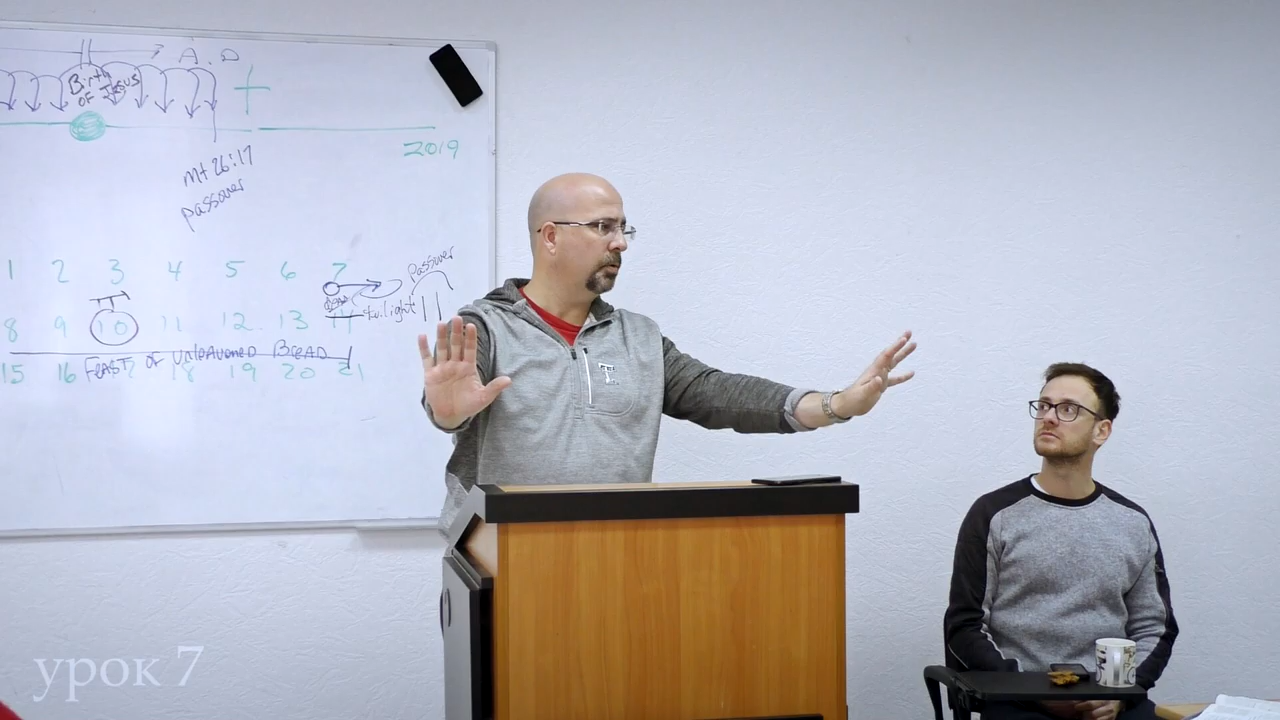 A.D
Birth
OF Jesus
2019
mt 26:17
passover
1 2 3 4 5 6 7
Passover
twilight
8 9 10 11 12 13 14
FEAST OF Unleavened BREAD
15 16 17 18 19 20 21
T
урок 7